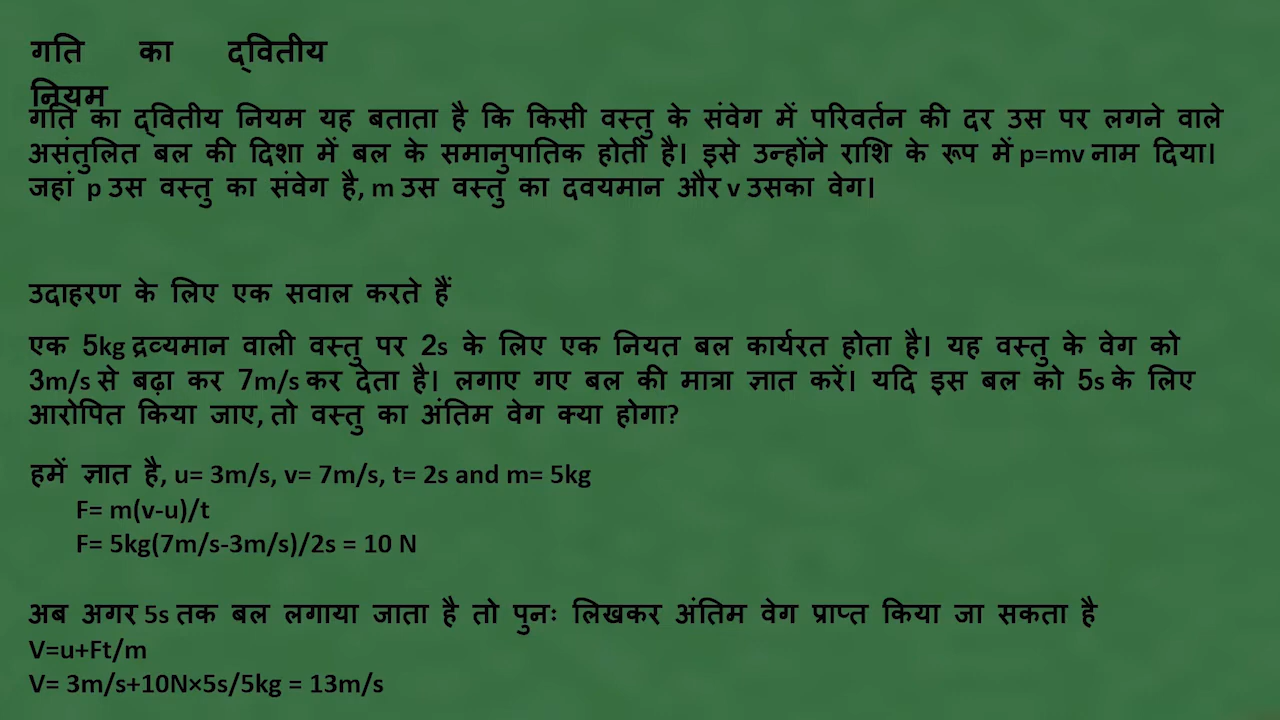 गति का द्वितीय
नियम
गति का द्वितीय नियम यह बताता है कि किसी वस्तु के संवेग में परिवर्तन की दर उस पर लगने वाले
असंतुलित बल की दिशा में बल के समानुपातिक होती है। इसे उन्होंने राशि के रूप में p=mv नाम दिया।
जहां p उस वस्तु का संवेग है, m उस वस्तु का दवयमान और v उसका वेग।
उदाहरण के लिए एक सवाल करते हैं
एक 5kg द्रव्यमान वाली वस्तु पर 2s के लिए एक नियत बल कार्यरत होता है। यह वस्तु के वेग को
3m/s से बढ़ा कर 7m/s कर देता है। लगाए गए बल की मात्रा ज्ञात करें। यदि इस बल को 5s के लिए
आरोपित किया जाए, तो वस्तु का अंतिम वेग क्या होगा?
हमें ज्ञात है, u= 3m/s, v= 7m/s, t= 2s and m= 5kg
F= m(v-u)/t
F= 5kg(7m/s-3m/s)/2s = 10 N
अब अगर 5s तक बल लगाया जाता है तो पुनः लिखकर अंतिम वेग प्राप्त किया जा सकता है
V=u+Ft/m
V= 3m/s+10N×5s/5kg = 13m/s